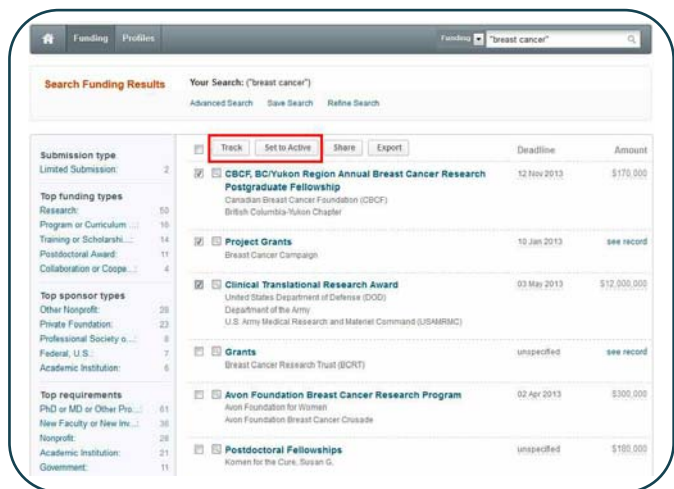 Funding Profiles Funding "breast cancer"
Search Funding Results
Your Search: ("breast cancer")
Advanced Search Save Search Refine Search
Submission type
Limited Submission: 2
Top funding types
Research: 50
Program or Curriculum ...: 16
Training or Scholarshi...: 14
Postdoctoral Award: 11
Collaboration or Coope...: 4
Top sponsor types
Other Nonprofit: 28
Private Foundation: 23
Professional Society o...: 8
Federal, U.S.: 7
Academic Institution: 6
Top requirements
PhD or MD or Other Pro...: 61
New Faculty or New Inv...: 36
Nonprofit: 26
Academic Institution: 21
Government: 11
Track Set to Active Share Export Deadline Amount
CBCF, BC/Yukon Region Annual Breast Cancer Research 12 Nov 2013 $170,000
Postgraduate Fellowship
Canadian Breast Cancer Foundation (CBCF)
British Columbia-Yukon Chapter
Project Grants 10 Jan 2013 see record
Breast Cancer Campaign
Clinical Translational Research Award 03 May 2013 $12,000,000
United States Department of Defense (DOD)
Department of the Army
U.S. Army Medical Research and Materiel Command (USAMRMC)
Grants unspecified see record
Breast Cancer Research Trust (BCRT)
Avon Foundation Breast Cancer Research Program 02 Apr 2013 $300,000
Avon Foundation for Women
Avon Foundation Breast Cancer Crusade
Postdoctoral Fellowships unspecified $180,000
Komen for the Cure, Susan G.